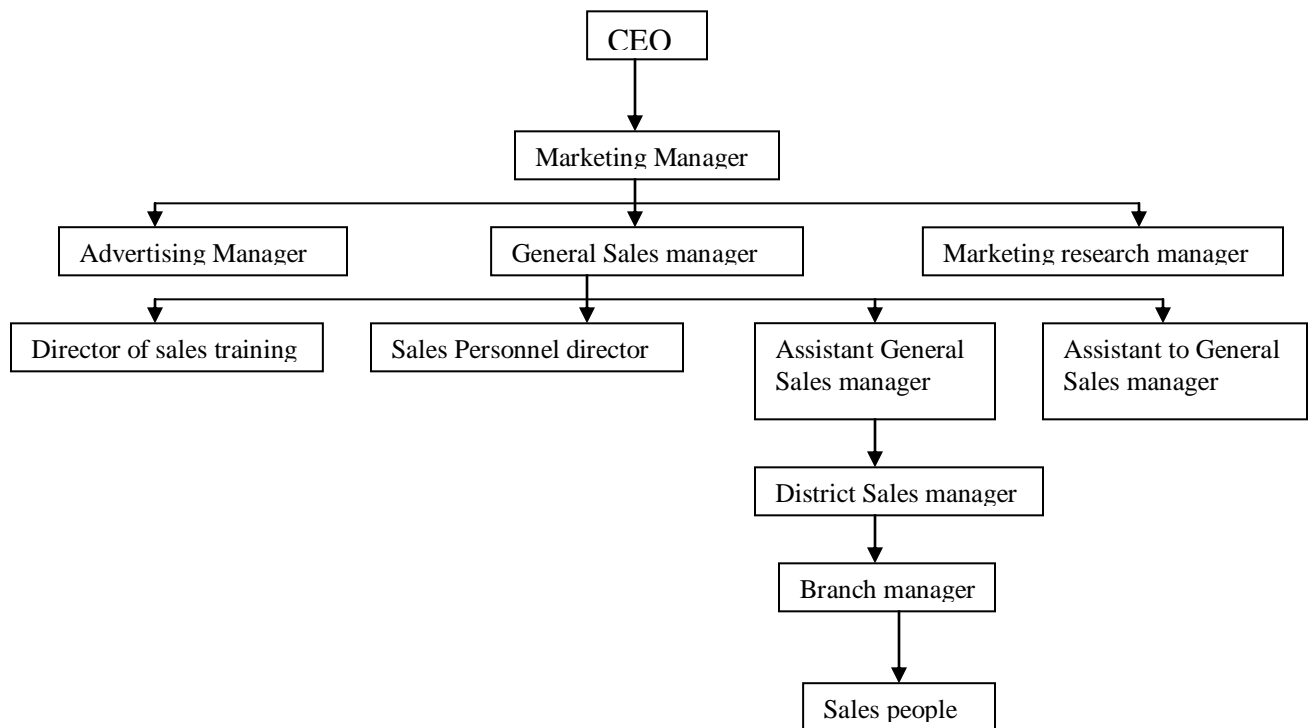 CEO
Marketing Manager
Advertising Manager
General Sales manager
Marketing research manager
Director of sales training
Sales Personnel director
Assistant General
Sales manager
Assistant to General
Sales manager
District Sales manager
Branch manager
Sales people